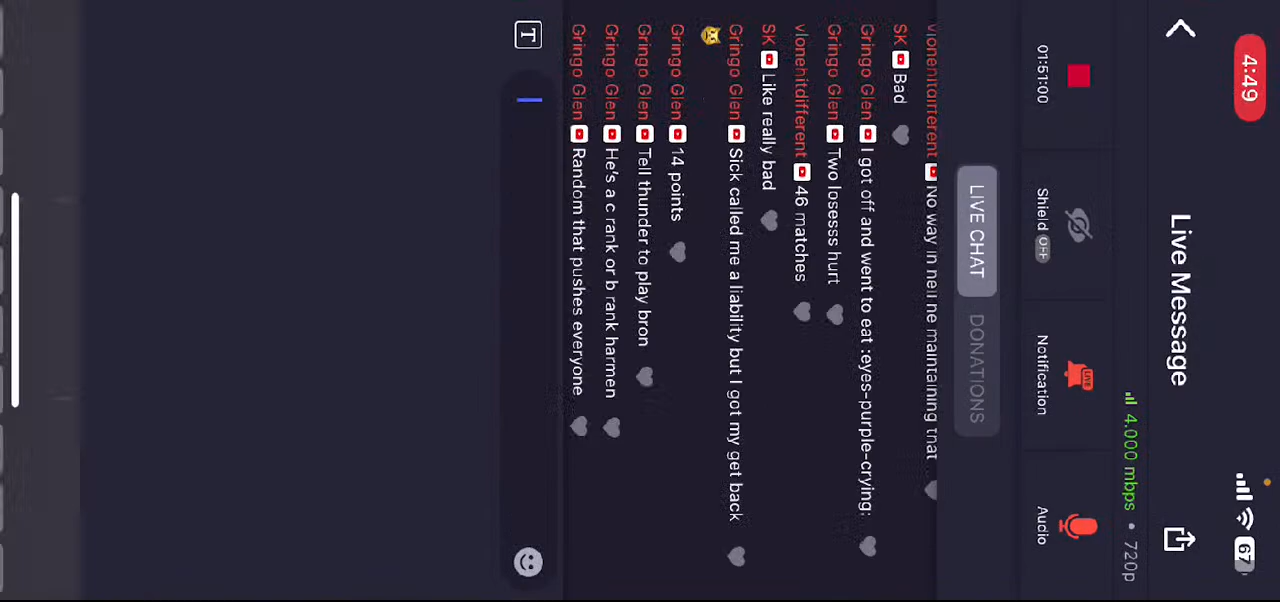 4:49
67
Live Message
4.000 mbps • 720p
01:51:00
Shield OFF
LIVE
Notification
Audio
LIVE CHAT
DONATIONS
vlonehitdifferent No way in hell he maintaining that
SK Bad
Gringo Glen I got off and went to eat :eyes-purple-crying:
Gringo Glen Two losesss hurt
vlonehitdifferent 46 matches
SK Like really bad
Gringo Glen Sick called me a liability but I got my get back
Gringo Glen 14 points
Gringo Glen Tell thunder to play bron
Gringo Glen He's a c rank or b rank harmen
Gringo Glen Random that pushes everyone
T